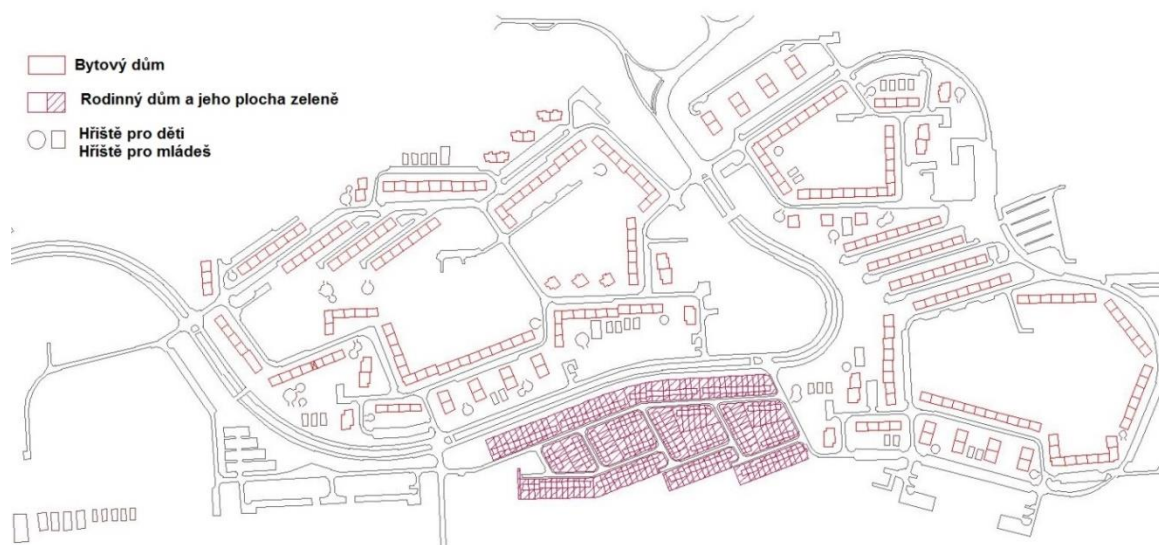 Bytový dům
Rodinný dům a jeho plocha zeleně
Hřiště pro děti
Hřiště pro mládeš